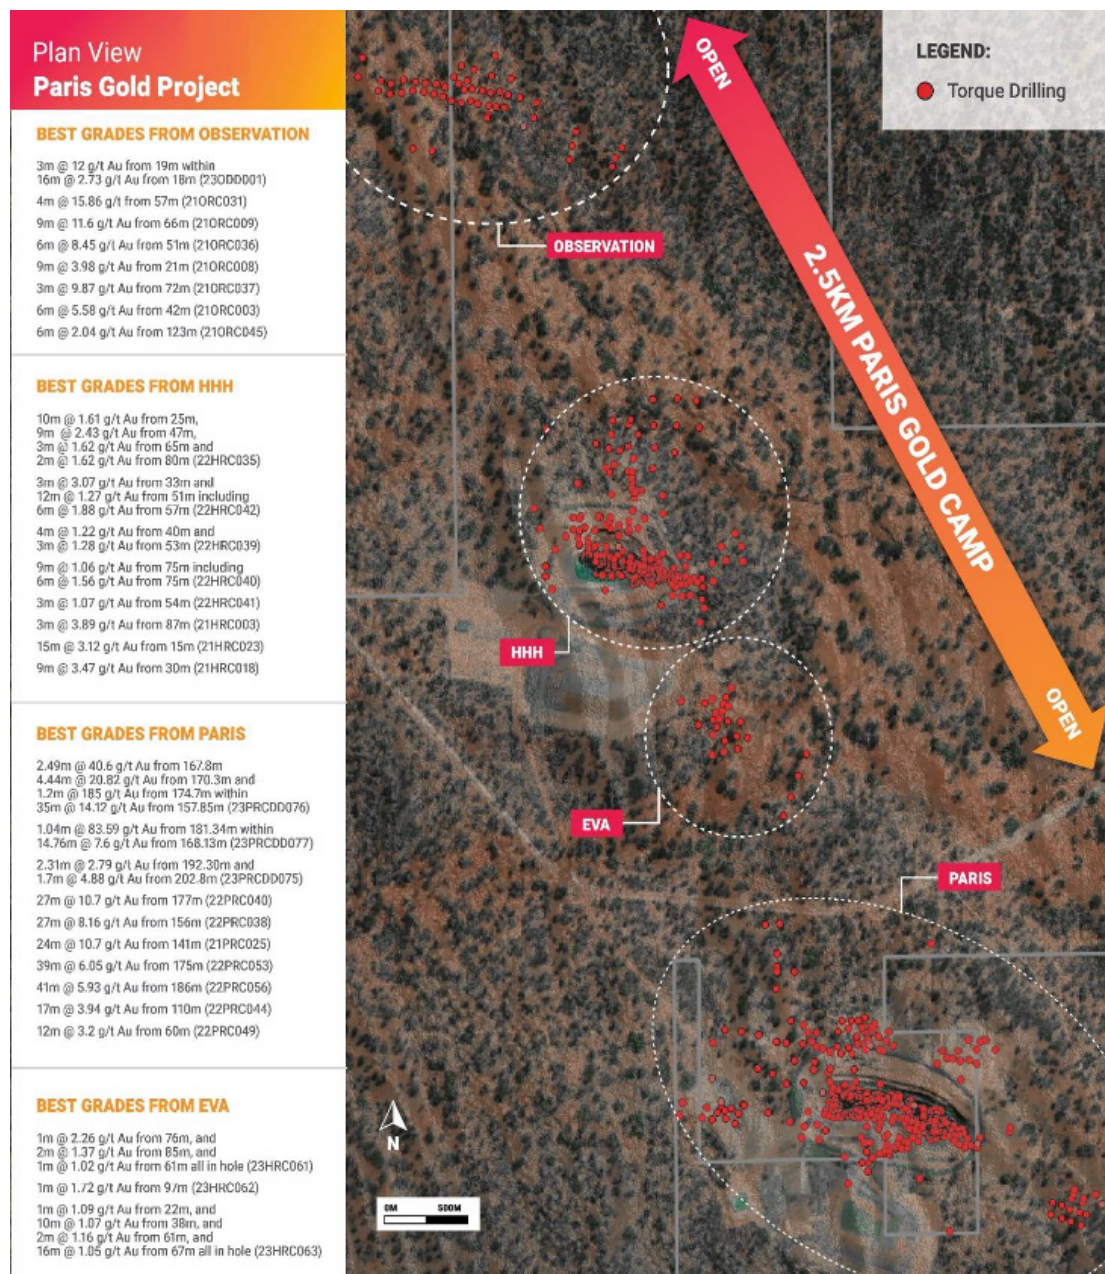 Plan View
Paris Gold Project
BEST GRADES FROM OBSERVATION
3m @ 12 g/t Au from 19m within
16m @ 2.73 g/t Au from 18m (23ODD001)
4m @ 15.86 g/t from 57m (21ORC031)
9m @ 11.6 g/t Au from 66m (21ORC009)
6m @ 8.45 g/t Au from 51m (21ORC036)
9m @ 3.98 g/t Au from 21m (21ORC008)
3m @ 9.87 g/t Au from 72m (21ORC037)
6m @ 5.58 g/t Au from 42m (21ORC003)
6m @ 2.04 g/t Au from 123m (21ORC045)
BEST GRADES FROM HHH
10m @ 1.61 g/t Au from 25m,
9m @ 2.43 g/t Au from 47m,
3m @ 1.62 g/t Au from 65m and
2m @ 1.62 g/t Au from 80m (22HRC035)
3m @ 3.07 g/t Au from 33m and
12m @ 1.27 g/t Au from 51m including
6m @ 1.88 g/t Au from 57m (22HRC042)
4m @ 1.22 g/t Au from 40m and
3m @ 1.28 g/t Au from 53m (22HRC039)
9m @ 1.06 g/t Au from 75m including
6m @ 1.56 g/t Au from 75m (22HRC040)
3m @ 1.07 g/t Au from 54m (22HRC041)
3m @ 3.89 g/t Au from 87m (21HRC003)
15m @ 3.12 g/t Au from 15m (21HRC023)
9m @ 3.47 g/t Au from 30m (21HRC018)
BEST GRADES FROM PARIS
2.49m @ 40.6 g/t Au from 167.8m
4.44m @ 20.82 g/t Au from 170.3m and
1.2m @ 185 g/t Au from 174.7m within
35m @ 14.12 g/t Au from 157.85m (23PRCDD076)
1.04m @ 83.59 g/t Au from 181.34m within
14.76m @ 7.6 g/t Au from 168.13m (23PRCDD077)
2.31m @ 2.79 g/t Au from 192.30m and
1.7m @ 4.88 g/t Au from 202.8m (23PRCDD075)
27m @ 10.7 g/t Au from 177m (22PRC040)
27m @ 8.16 g/t Au from 156m (22PRC038)
24m @ 10.7 g/t Au from 141m (21PRC025)
39m @ 6.05 g/t Au from 175m (22PRC053)
41m @ 5.93 g/t Au from 186m (22PRC056)
17m @ 3.94 g/t Au from 110m (22PRC044)
12m @ 3.2 g/t Au from 60m (22PRC049)
BEST GRADES FROM EVA
1m @ 2.26 g/t Au from 76m, and
2m @ 1.37 g/t Au from 85m, and
1m @ 1.02 g/t Au from 61m all in hole (23HRC061)
1m @ 1.72 g/t Au from 97m (23HRC062)
1m @ 1.09 g/t Au from 22m, and
10m @ 1.07 g/t Au from 38m, and
2m @ 1.16 g/t Au from 61m, and
16m @ 1.05 g/t Au from 67m all in hole (23HRC063)
LEGEND:
Torque Drilling
OPEN
2.5KM PARIS GOLD CAMP
OPEN
OBSERVATION
HHH
EVA
PARIS
N
0M 500M